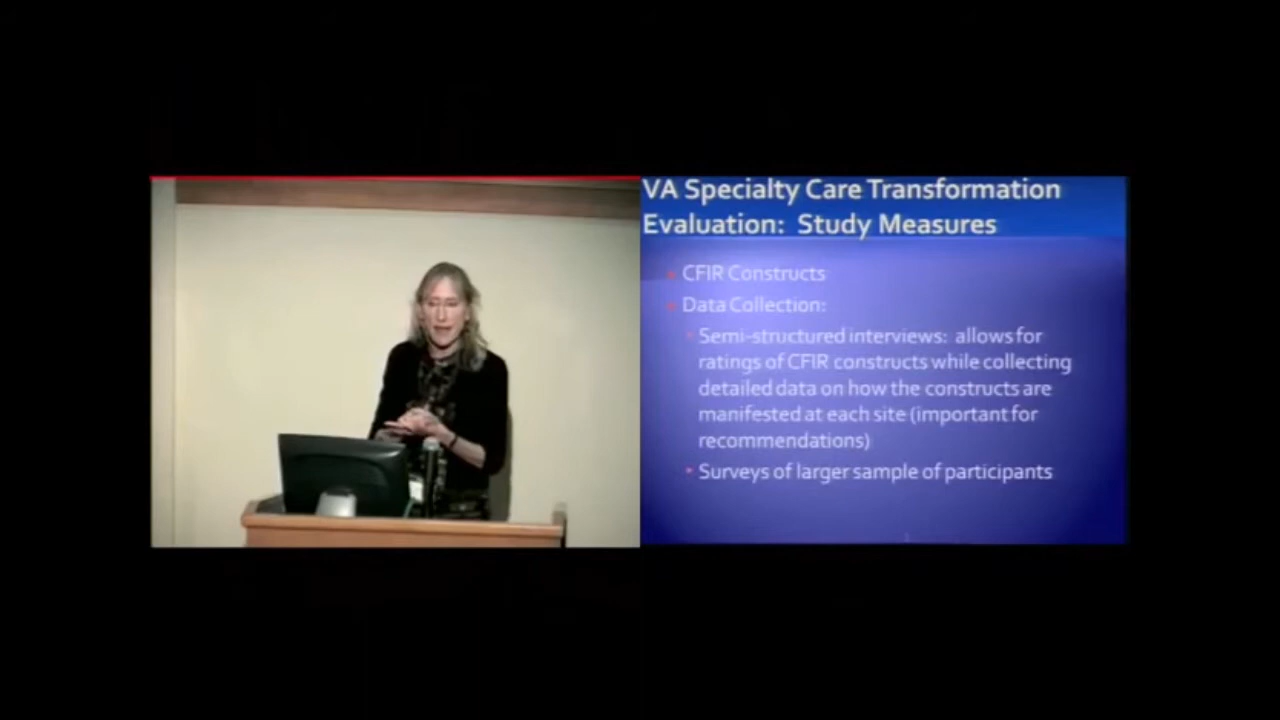 VA Specialty Care Transformation
Evaluation: Study Measures
CFIR Constructs
Data Collection:
Semi-structured interviews: allows for
ratings of CFIR constructs while collecting
detailed data on how the constructs are
manifested at each site (important for
recommendations)
Surveys of larger sample of participants